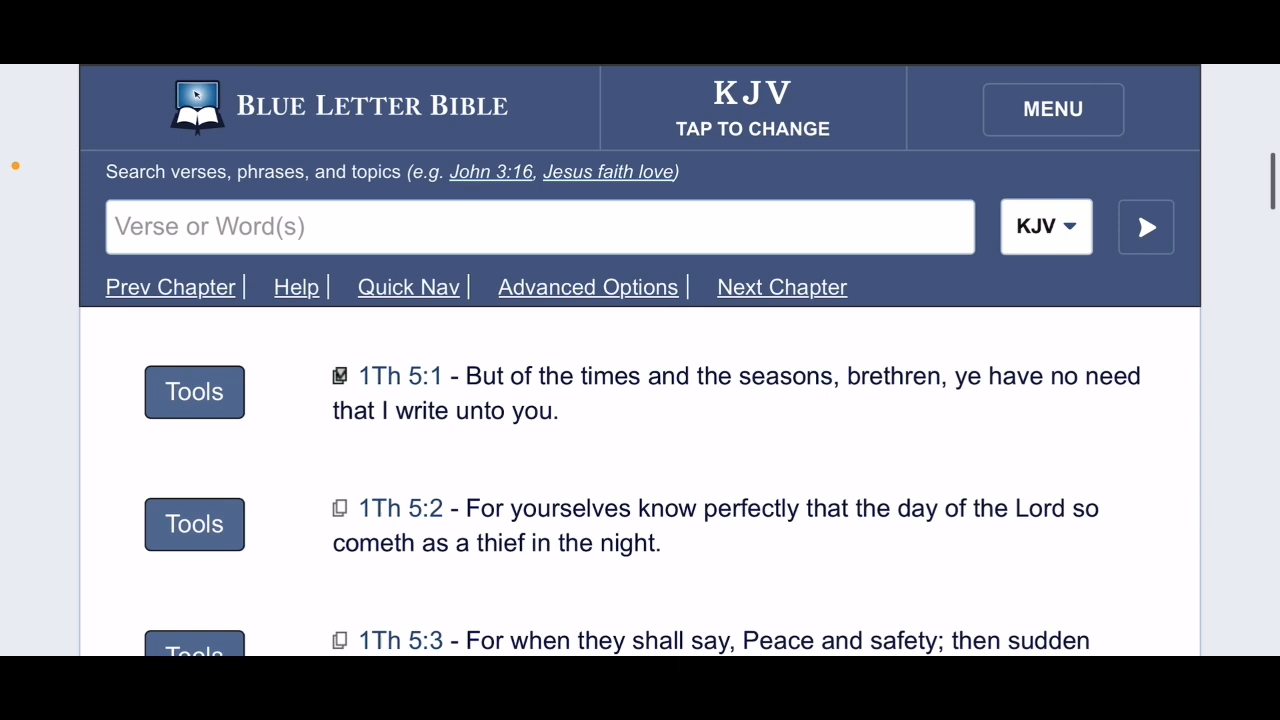 BLUE LETTER BIBLE
KJV
TAP TO CHANGE
MENU
Search verses, phrases, and topics (e.g. John 3:16, Jesus faith love)
Verse or Word(s)
KJV
Prev Chapter |
Help |
Quick Nav |
Advanced Options |
Next Chapter
Tools
1Th 5:1 - But of the times and the seasons, brethren, ye have no need
that I write unto you.
Tools
1Th 5:2 - For yourselves know perfectly that the day of the Lord so
cometh as a thief in the night.
Tools
1Th 5:3 - For when they shall say, Peace and safety; then sudden